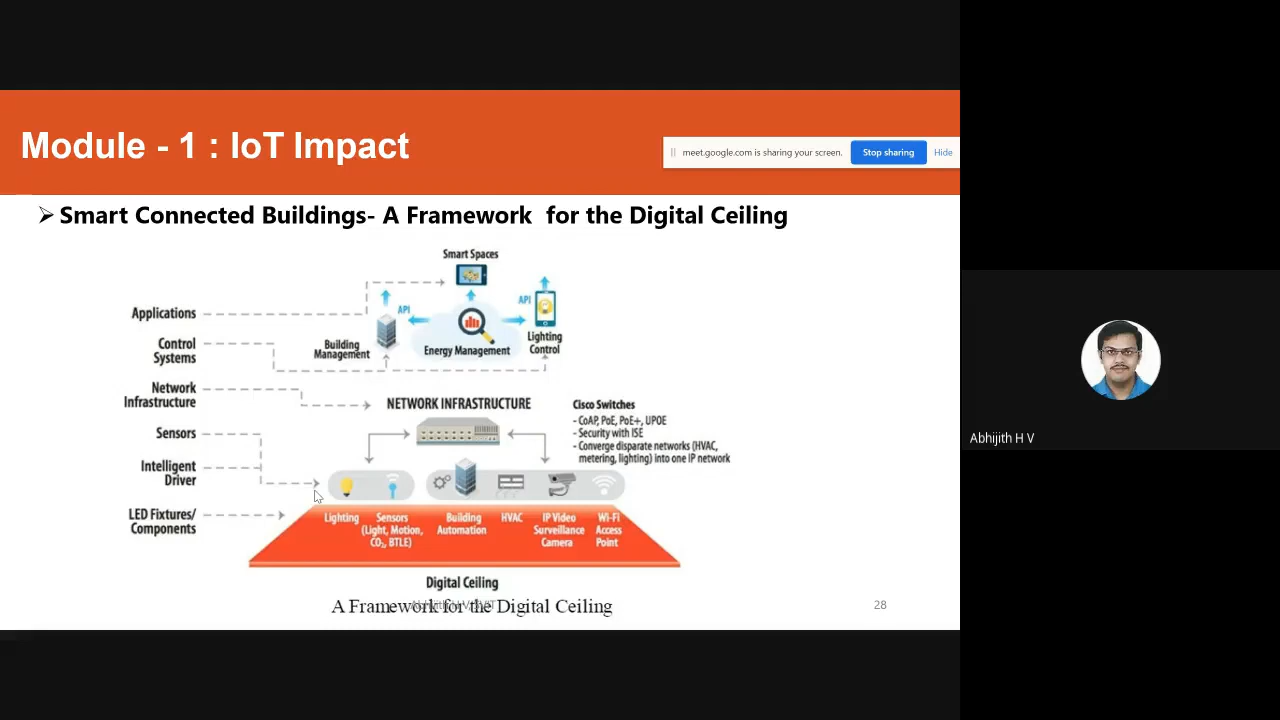 Module - 1 : IoT Impact
meet.google.com is sharing your screen.
Stop sharing
Hide
Smart Connected Buildings- A Framework for the Digital Ceiling
Smart Spaces
API
API
Building
Management
Energy Management
Lighting
Control
Applications
Control
Systems
Network
Infrastructure
Sensors
Intelligent
Driver
LED Fixtures/
Components
NETWORK INFRASTRUCTURE
Cisco Switches
- CoAP, PoE, PoE+, UPOE
- Security with ISE
- Converge disparate networks (HVAC,
metering, lighting) into one IP network
Lighting
Sensors
(Light, Motion,
CO₂, BTLE)
Building
Automation
HVAC
IP Video
Surveillance
Camera
Wi-Fi
Access
Point
Digital Ceiling
A Framework for the Digital Ceiling
28
Abhijith H V